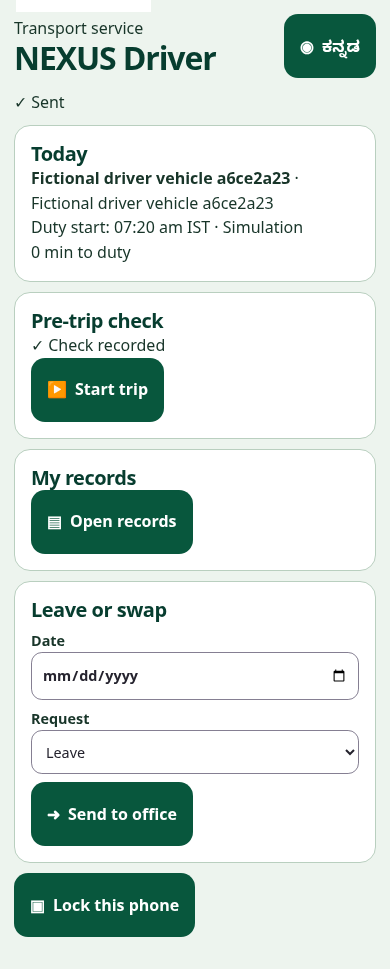 Transport service
NEXUS Driver
◉ ಕನ್ನಡ
✓ Sent
Today
Fictional driver vehicle a6ce2a23 ·
Fictional driver vehicle a6ce2a23
Duty start: 07:20 am IST · Simulation
0 min to duty
Pre-trip check
✓ Check recorded
▶️ Start trip
My records
▤ Open records
Leave or swap
Date
mm/dd/yyyy
Request
Leave
➜ Send to office
▣ Lock this phone